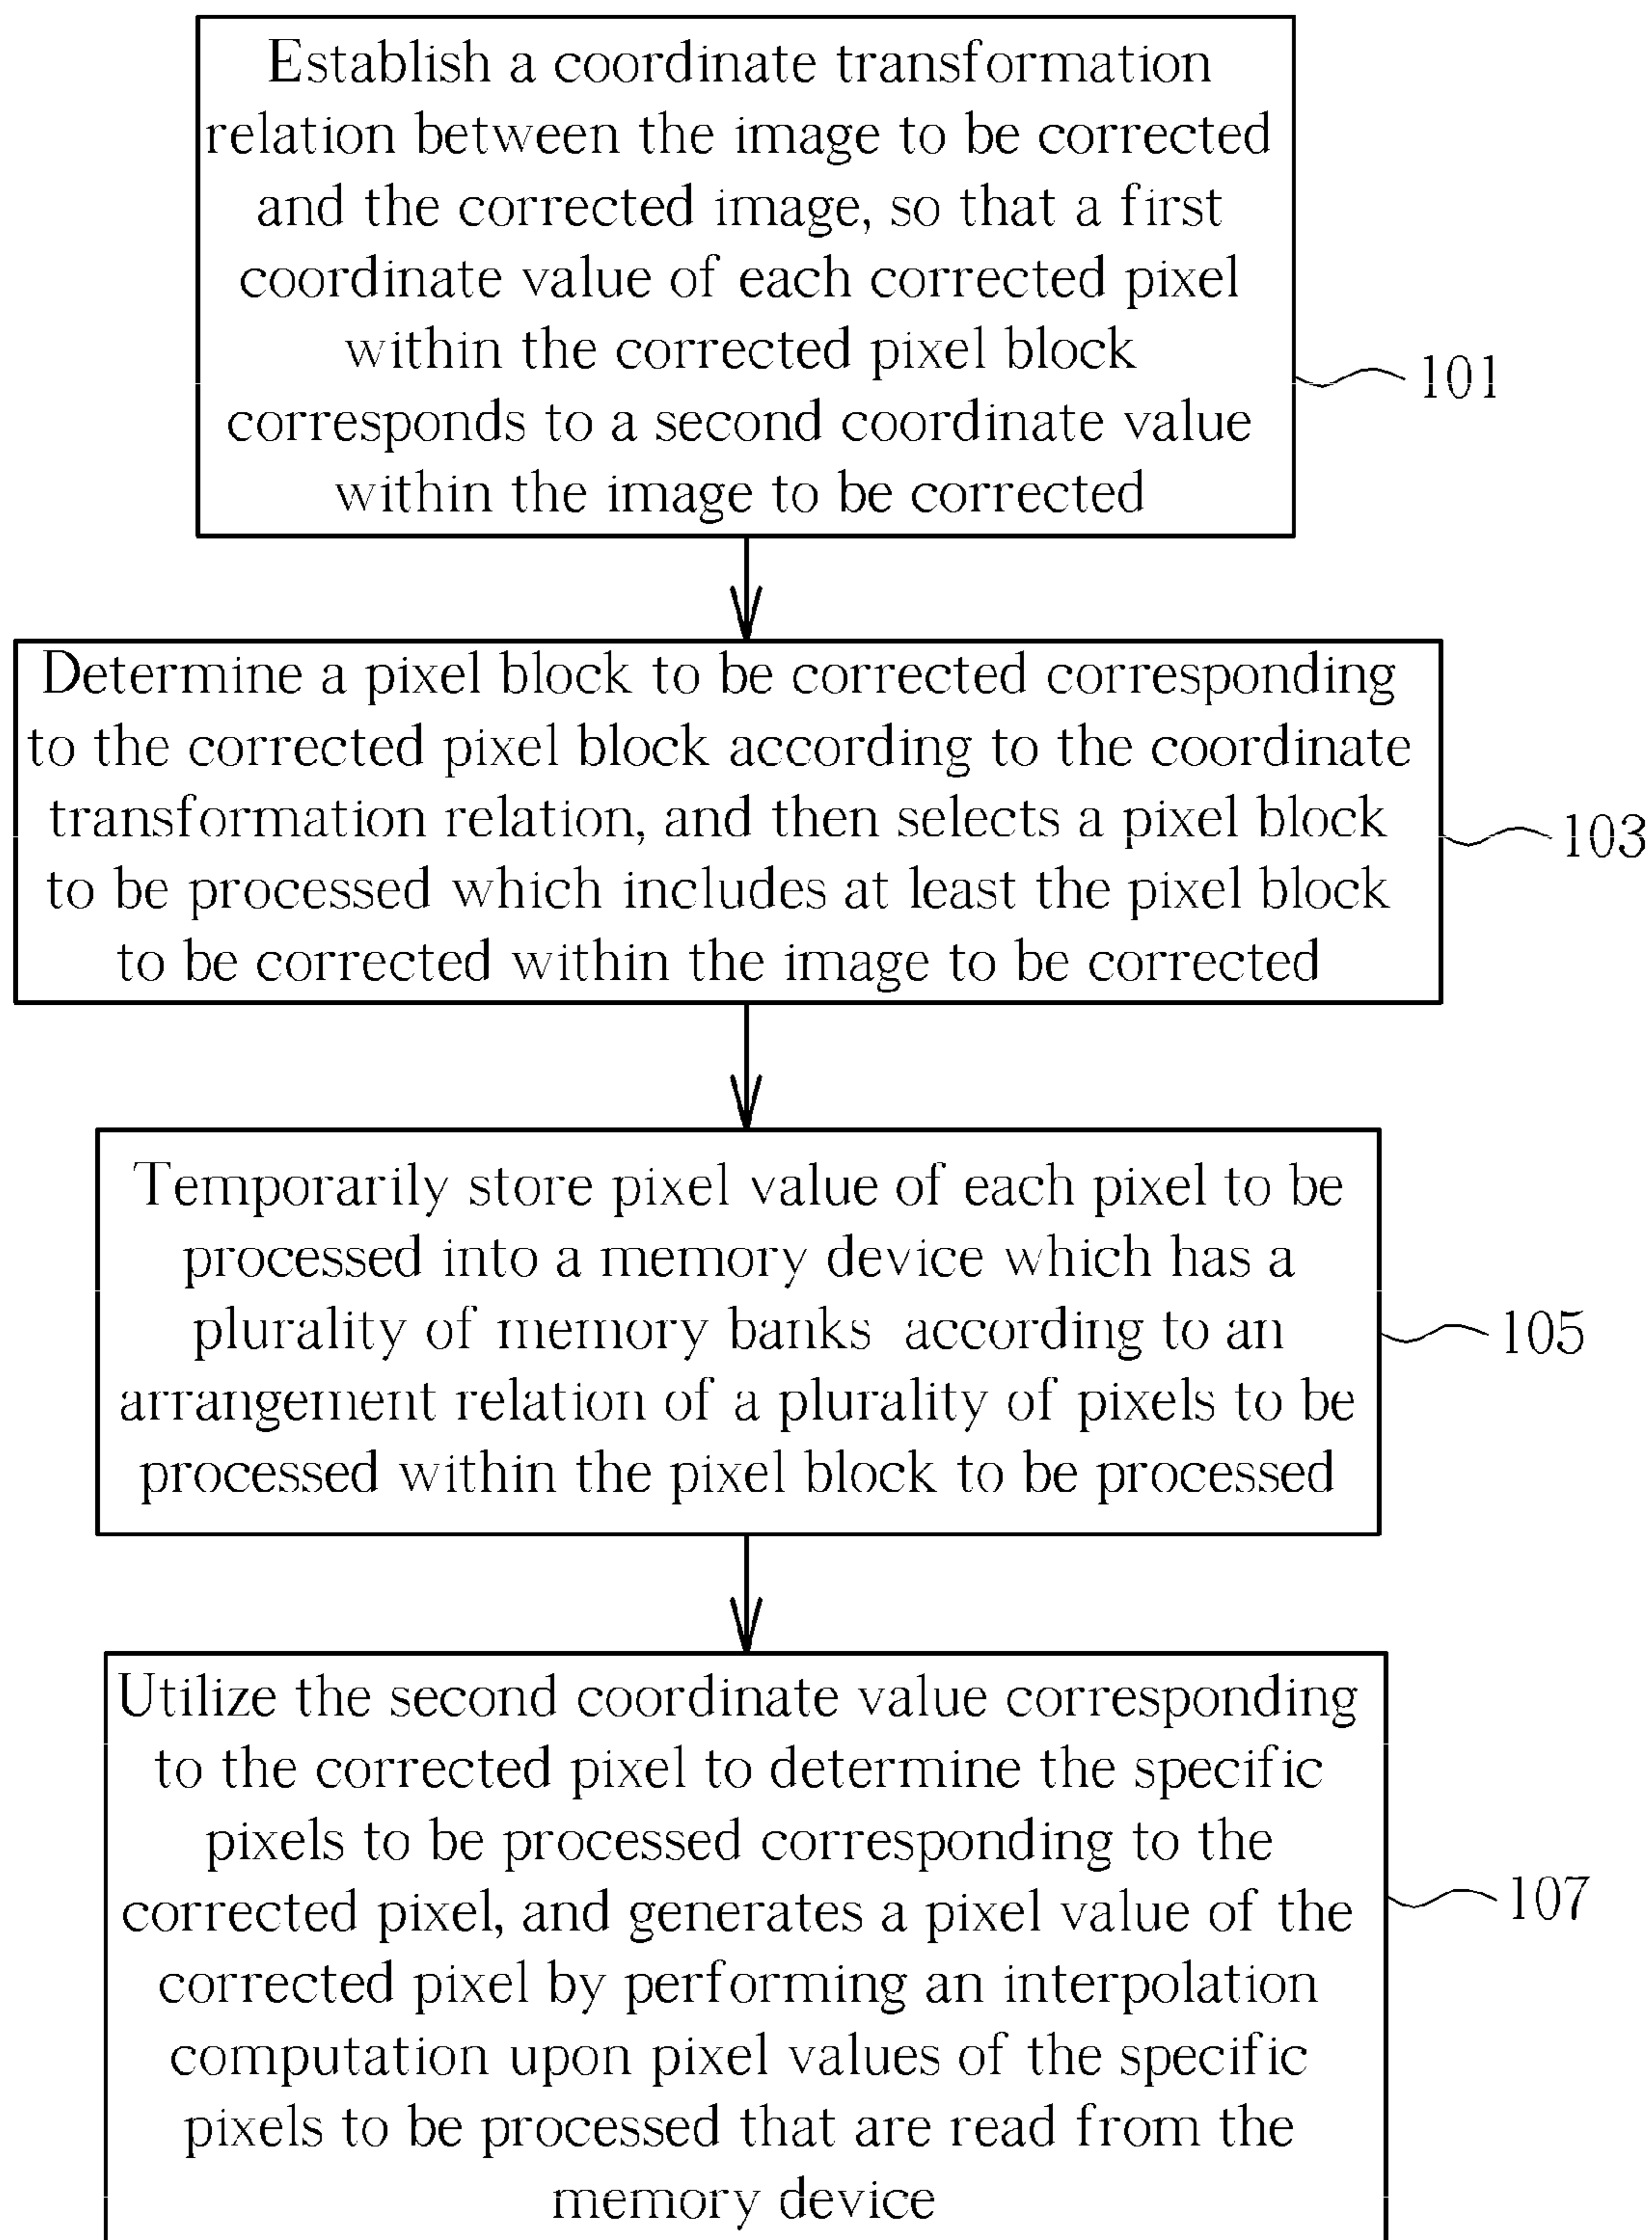 Establish a coordinate transformation
relation between the image to be corrected
and the corrected image, so that a first
coordinate value of each corrected pixel
within the corrected pixel block
corresponds to a second coordinate value
within the image to be corrected
101
Determine a pixel block to be corrected corresponding
to the corrected pixel block according to the coordinate
transformation relation, and then selects a pixel block
to be processed which includes at least the pixel block
to be corrected within the image to be corrected
103
Temporarily store pixel value of each pixel to be
processed into a memory device which has a
plurality of memory banks according to an
arrangement relation of a plurality of pixels to be
processed within the pixel block to be processed
105
Utilize the second coordinate value corresponding
to the corrected pixel to determine the specific
pixels to be processed corresponding to the
corrected pixel, and generates a pixel value of the
corrected pixel by performing an interpolation
computation upon pixel values of the specific
pixels to be processed that are read from the
memory device
107